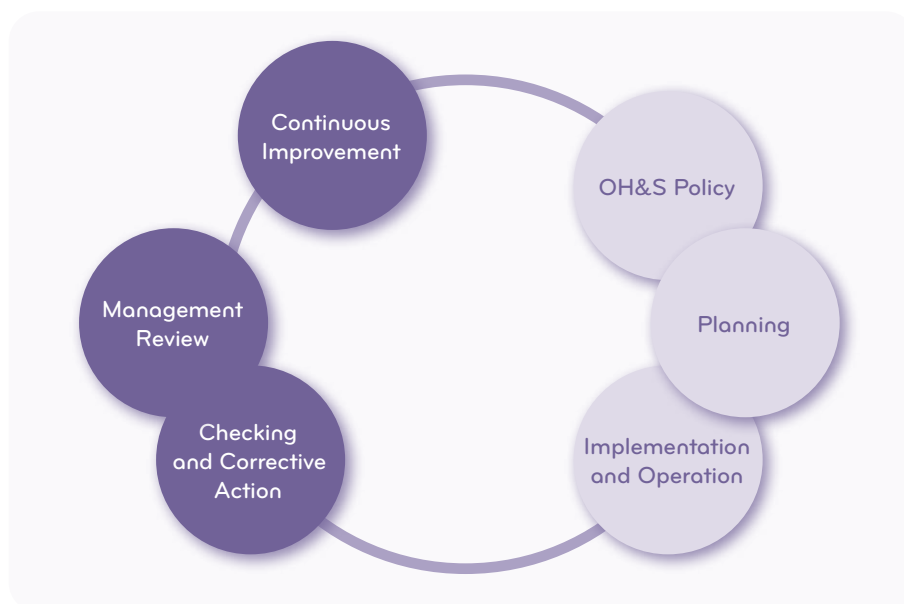 Continuous
Improvement
OH&S Policy
Management
Review
Planning
Checking
and Corrective
Action
Implementation
and Operation